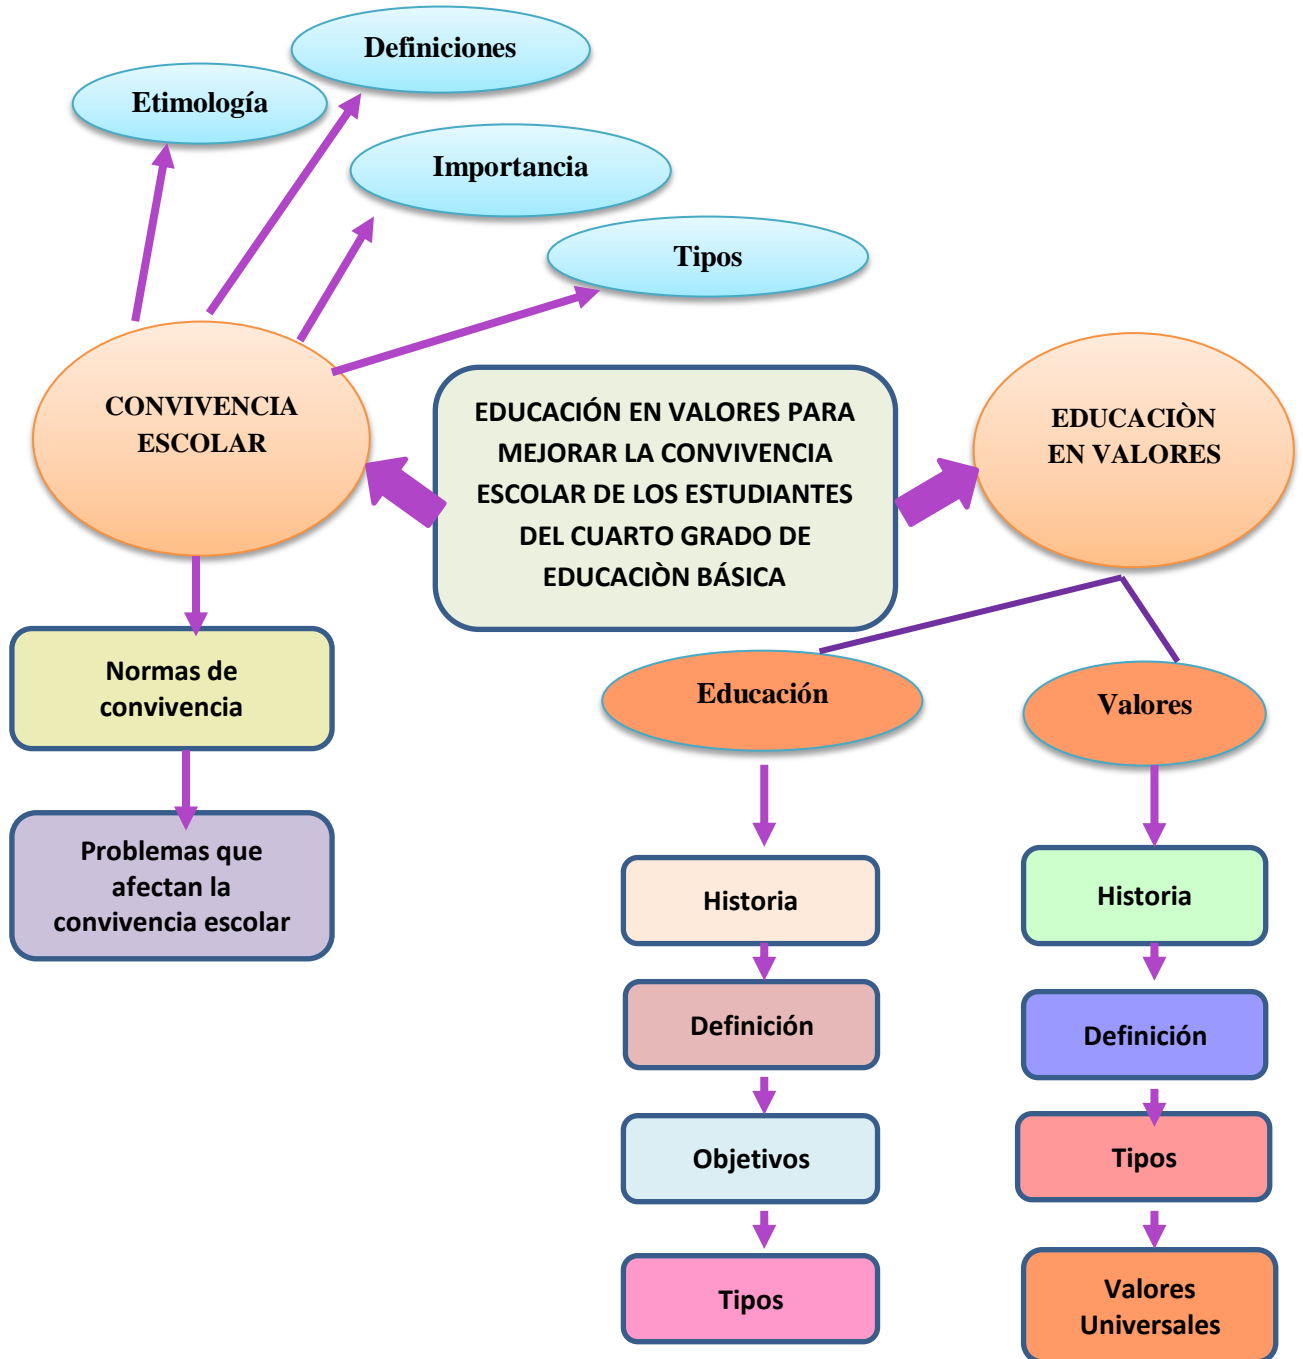 Definiciones
Etimología
Importancia
Tipos
CONVIVENCIA
ESCOLAR
EDUCACIÓN EN VALORES PARA
MEJORAR LA CONVIVENCIA
ESCOLAR DE LOS ESTUDIANTES
DEL CUARTO GRADO DE
EDUCACIÒN BÁSICA
EDUCACIÒN
EN VALORES
Normas de
convivencia
Problemas que
afectan la
convivencia escolar
Educación
Historia
Definición
Objetivos
Tipos
Valores
Historia
Definición
Tipos
Valores
Universales